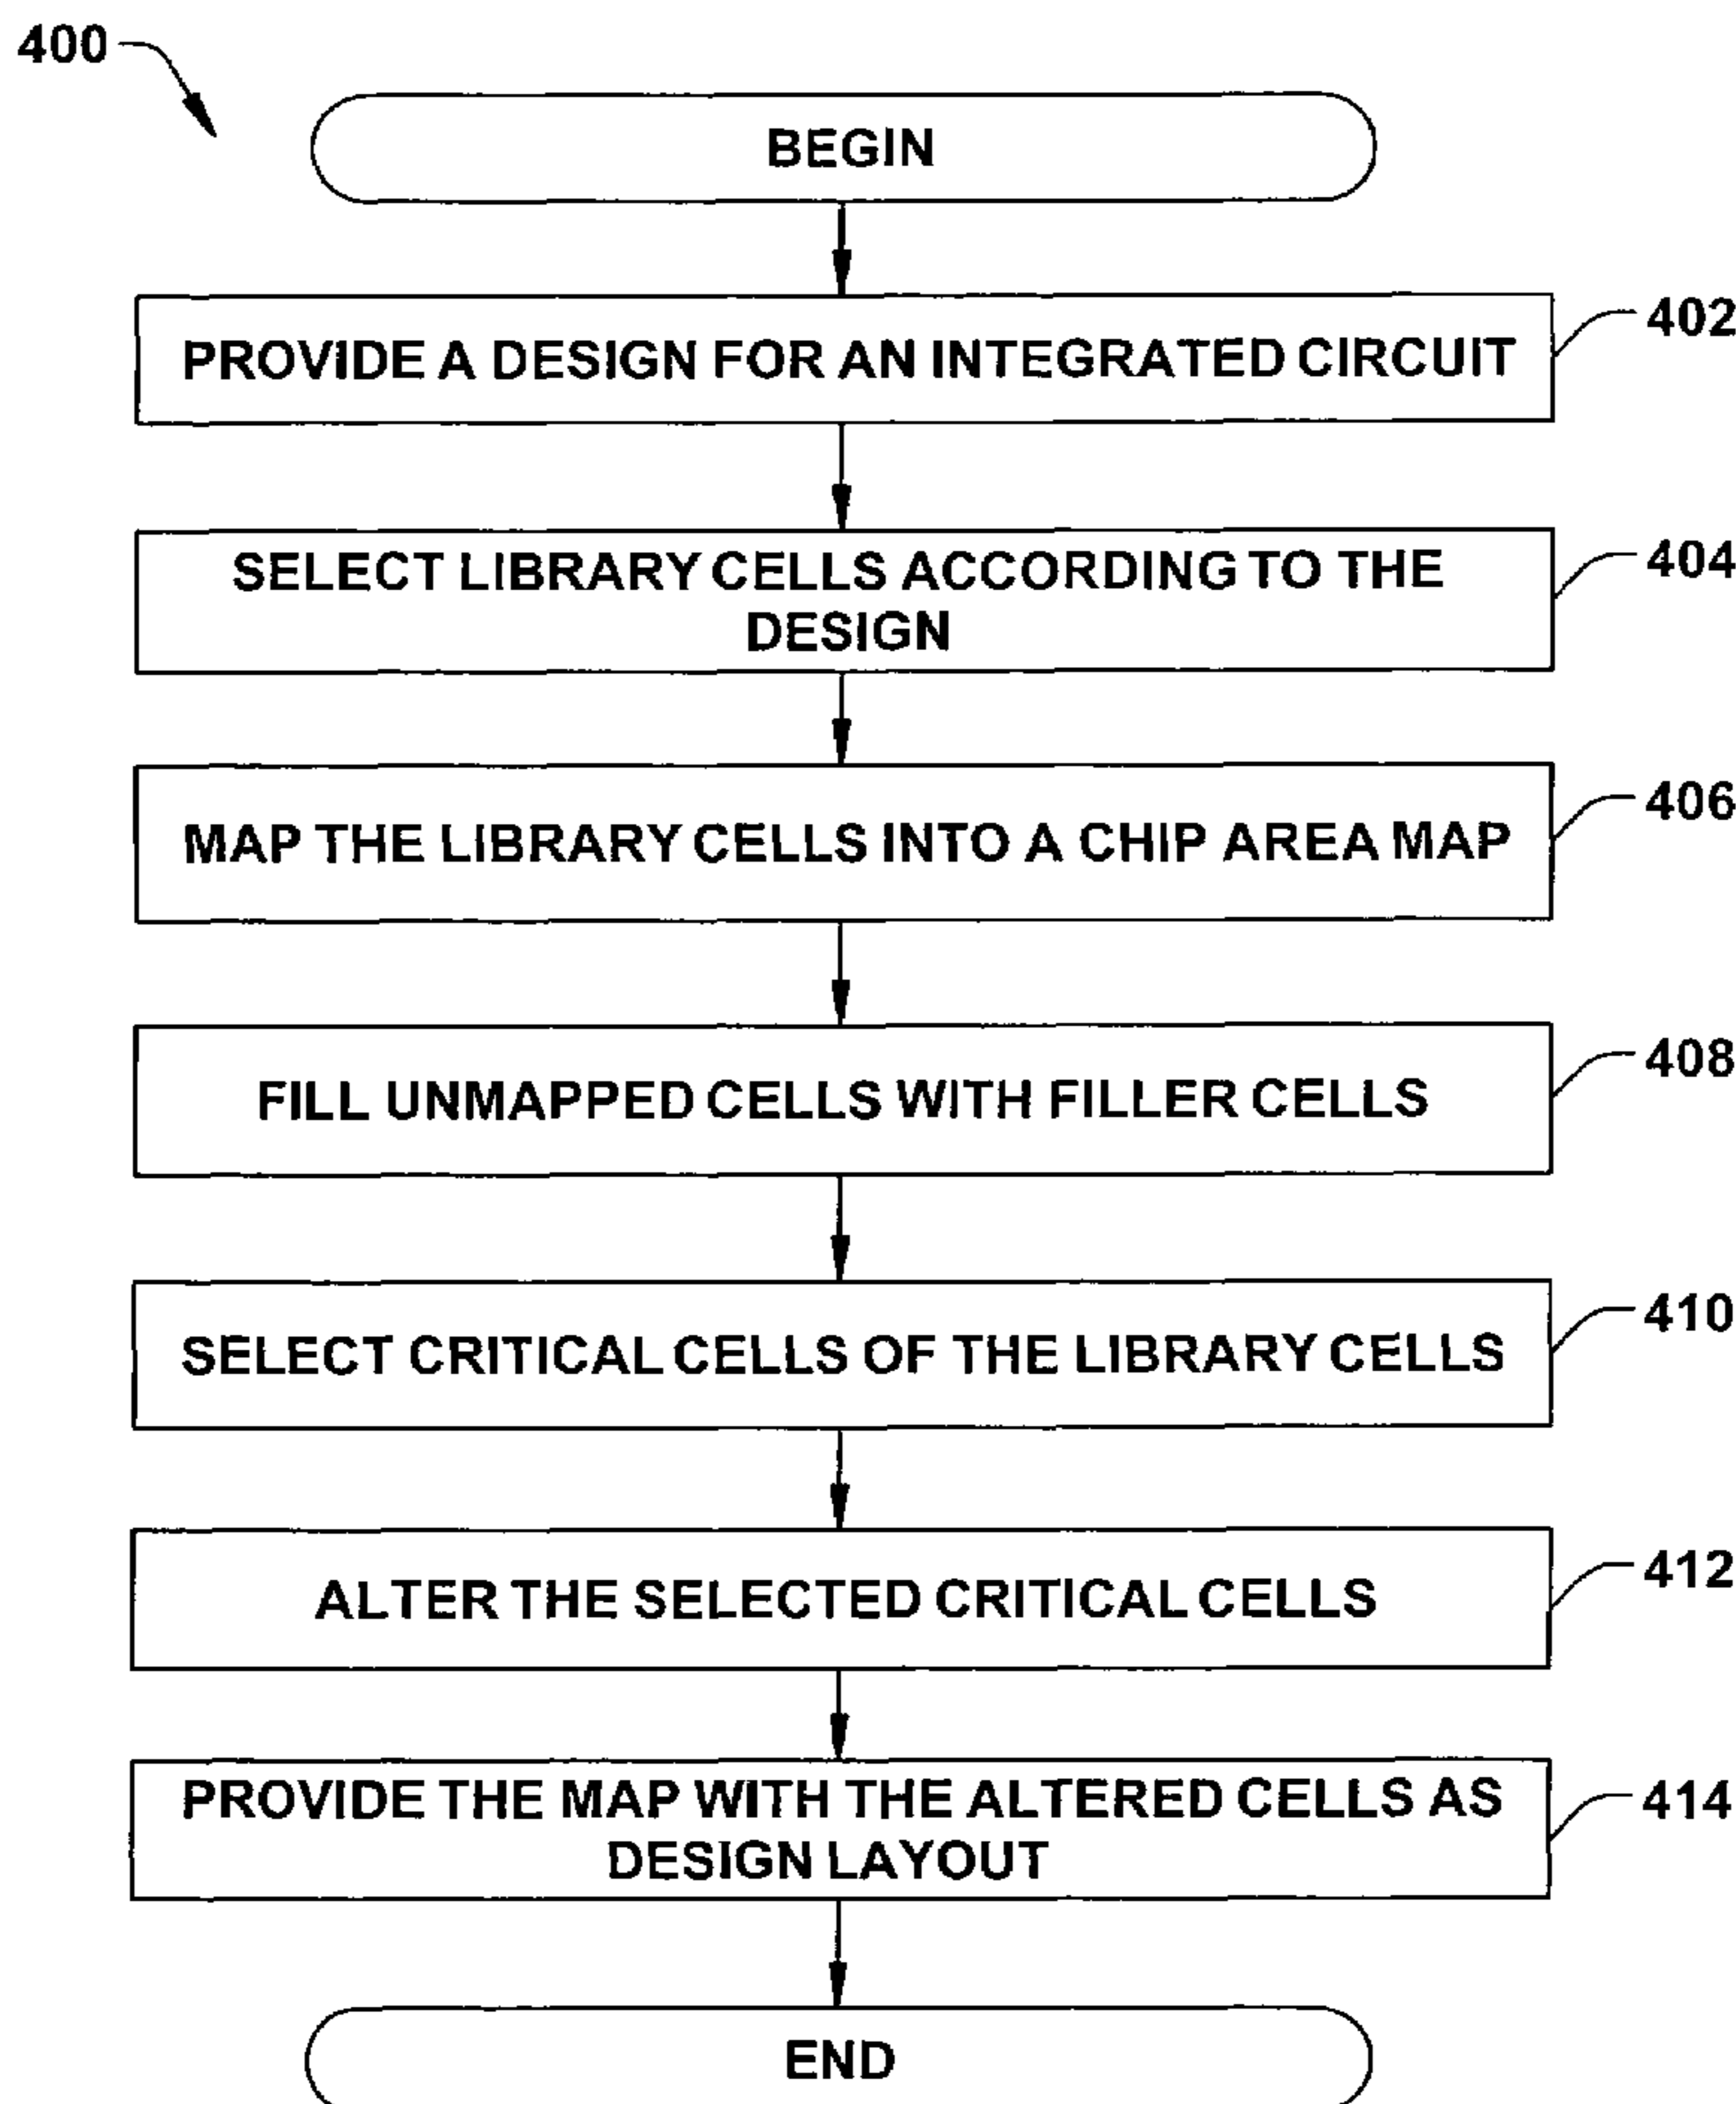 400
BEGIN
PROVIDE A DESIGN FOR AN INTEGRATED CIRCUIT
402
SELECT LIBRARY CELLS ACCORDING TO THE
DESIGN
404
MAP THE LIBRARY CELLS INTO A CHIP AREA MAP
406
FILL UNMAPPED CELLS WITH FILLER CELLS
408
SELECT CRITICAL CELLS OF THE LIBRARY CELLS
410
ALTER THE SELECTED CRITICAL CELLS
412
PROVIDE THE MAP WITH THE ALTERED CELLS AS
DESIGN LAYOUT
414
END